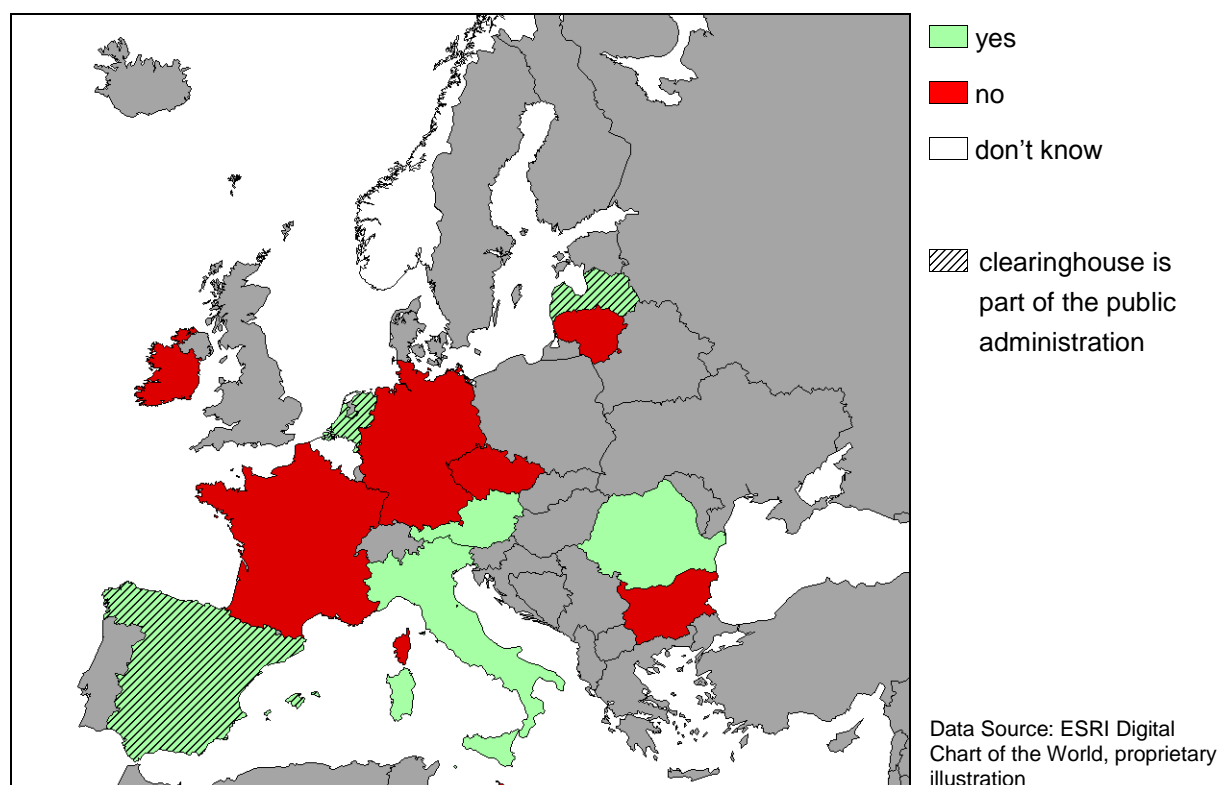 yes
no
don't know
clearinghouse is
part of the public
administration
Data Source: ESRI Digital
Chart of the World, proprietary
illustration